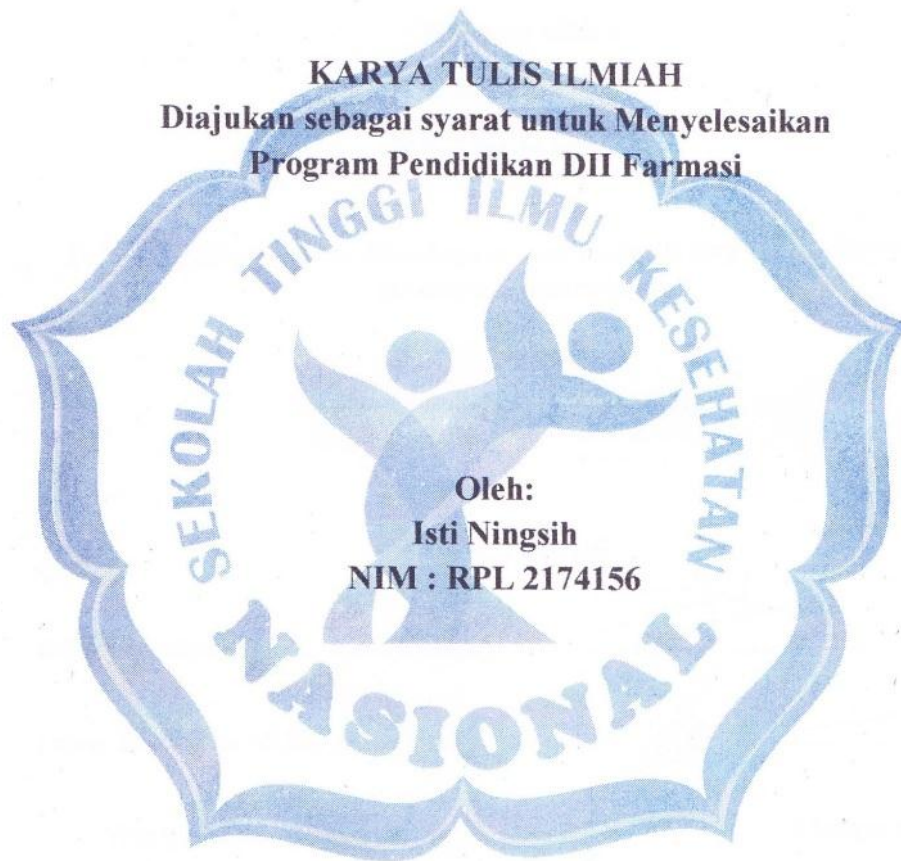 KARYA TULIS ILMIAH
Diajukan sebagai syarat untuk Menyelesaikan
Program Pendidikan DII Farmasi
SEKOLAH TINGGI ILMU KESEHATAN
NASIONAL
Oleh:
Isti Ningsih
NIM : RPL 2174156